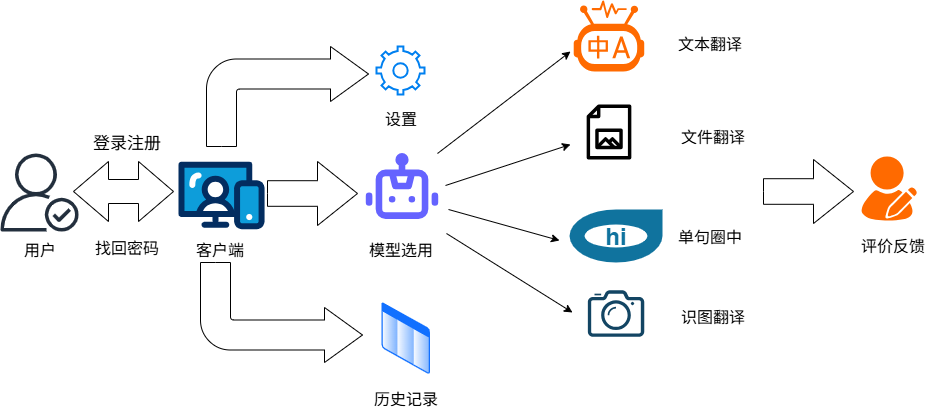 文本翻译
中A
设置
文件翻译
登录注册
用户
找回密码
客户端
模型选用
hi
单句圈中
评价反馈
识图翻译
历史记录